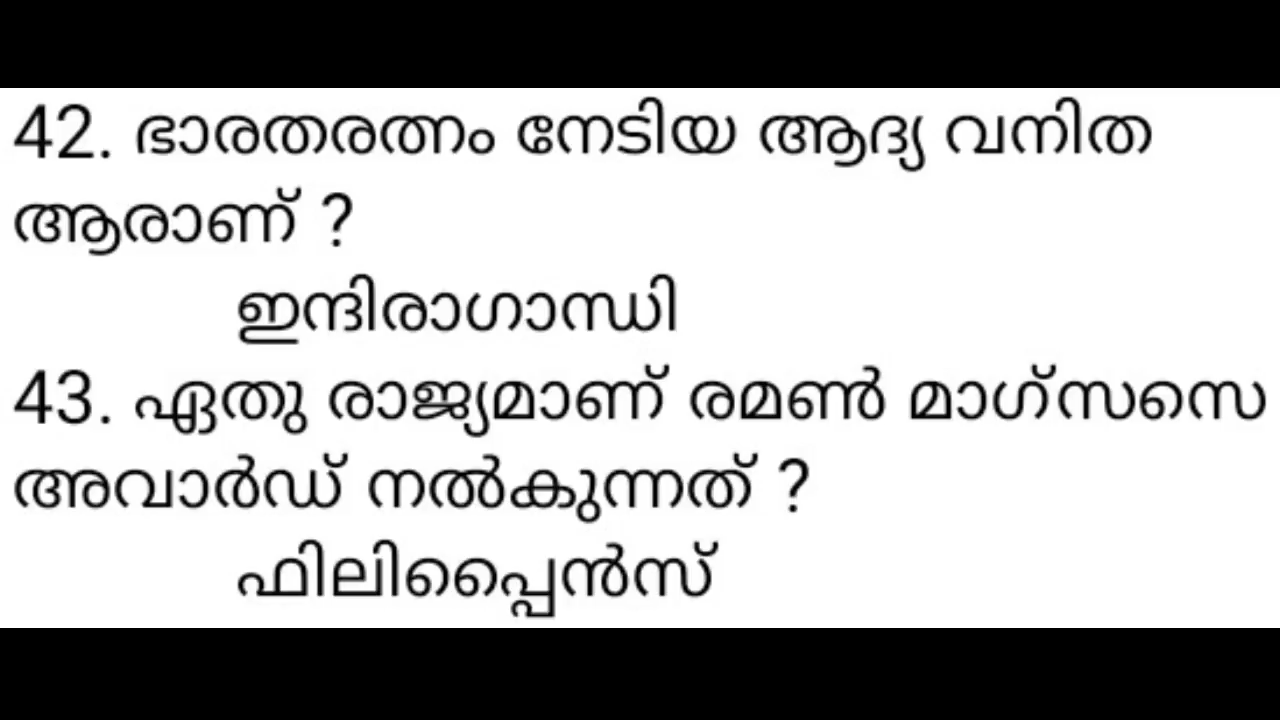 42. ഭാരതരത്നം നേടിയ ആദ്യ വനിത
ആരാണ് ?
ഇന്ദിരാഗാന്ധി
43. ഏതു രാജ്യമാണ് രമൺ മാഗ്സസെ
അവാർഡ് നൽകുന്നത് ?
ഫിലിപ്പൈൻസ്